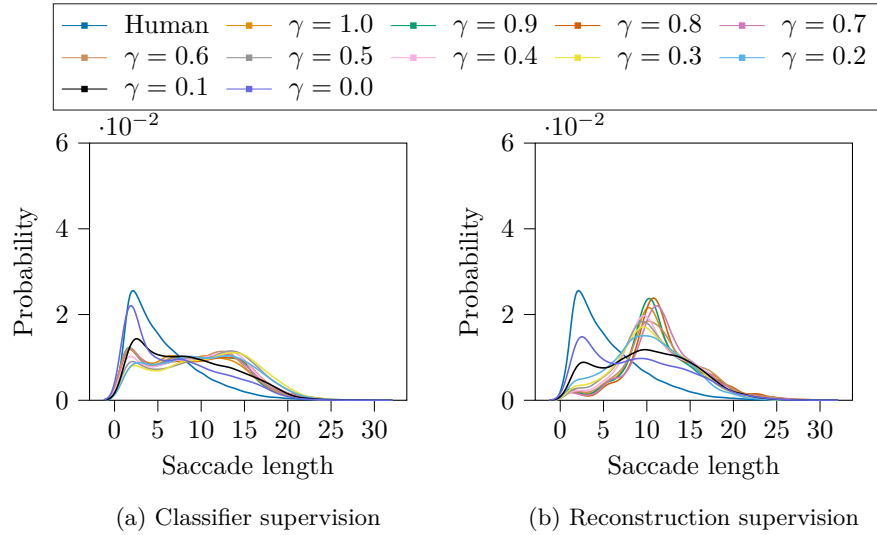 Human γ = 1.0 γ = 0.9 γ = 0.8 γ = 0.7
γ = 0.6 γ = 0.5 γ = 0.4 γ = 0.3 γ = 0.2
γ = 0.1 γ = 0.0
·10⁻²
6
4
2
0
Probability
0 5 10 15 20 25 30
Saccade length
(a) Classifier supervision
·10⁻²
6
4
2
0
Probability
0 5 10 15 20 25 30
Saccade length
(b) Reconstruction supervision